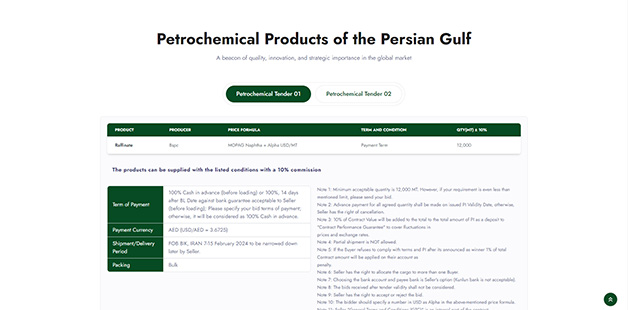 Petrochemical Products of the Persian Gulf
A beacon of quality, innovation, and strategic importance in the global market
Petrochemical Tender 01
Petrochemical Tender 02
PRODUCT PRODUCER PRICE FORMULA TERM AND CONDITION QTY(MT) ± 10%
Raffinate Bipc MOPAG Naphtha + Alpha USD/MT Payment Term 12,000
The products can be supplied with the listed conditions with a 10% commission
Term of Payment
100% Cash in advance (before loading) or 100%, 14 days
after BL Date against bank guarantee acceptable to Seller
(before loading); Please specify your bid terms of payment;
otherwise, it will be considered as 100% Cash in advance.
Payment Currency
AED (USD/AED = 3.6725)
Shipment/Delivery
Period
FOB BIK, IRAN 7-15 February 2024 to be narrowed down
later by Seller.
Packing
Bulk
Note 1: Minimum acceptable quantity is 12,000 MT. However, if your requirement is even less than
mentioned limit, please send your bid.
Note 2: Advance payment for all agreed quantity shall be made on issued PI Validity Date, otherwise,
Seller has the right of cancellation.
Note 3: 10% of Contract Value will be added to the total to the total amount of PI as a deposit to
"Contract Performance Guarantee" to cover fluctuations in
prices and exchange rates.
Note 4: Partial shipment is NOT allowed.
Note 5: If the Buyer refuses to comply with terms and PI after its announced as winner 1% of total
Contract amount will be applied on their account as
penalty.
Note 6: Seller has the right to allocate the cargo to more than one Buyer.
Note 7: Choosing the bank account and payee bank is Seller's option (Kunlun bank is not acceptable).
Note 8: The bids received after tender validity shall not be considered.
Note 9: Seller has the right to accept or reject the bid.
Note 10: The bidder should specify a number in USD as Alpha in the above-mentioned price formula.